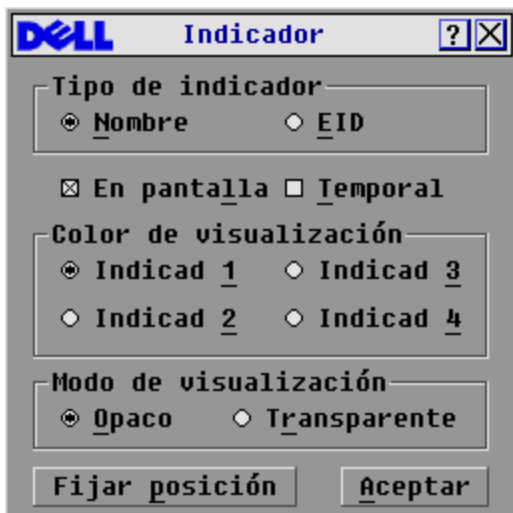 DELL Indicador ? X
Tipo de indicador
Nombre EID
En pantalla Temporal
Color de visualización
Indicad 1 Indicad 3
Indicad 2 Indicad 4
Modo de visualización
Opaco Transparente
Fijar posición Aceptar